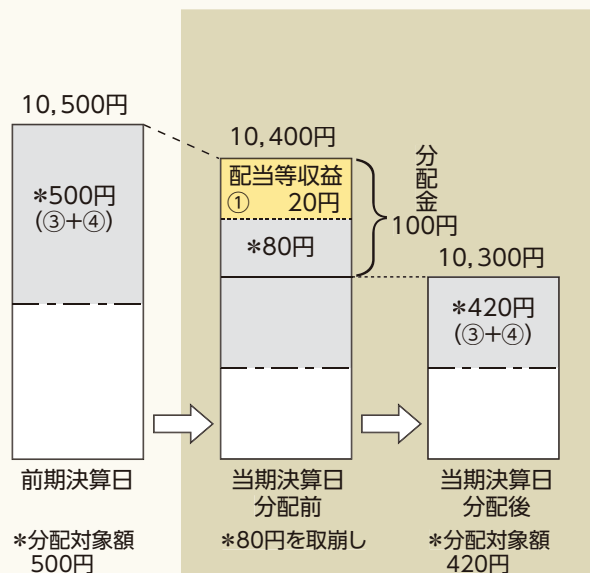 10,500円
*500円
(③+④)
前期決算日
*分配対象額
500円
10,400円
配当等収益
① 20円
*80円
分配金
100円
当期決算日
分配前
*80円を取崩し
10,300円
*420円
(③+④)
当期決算日
分配後
*分配対象額
420円